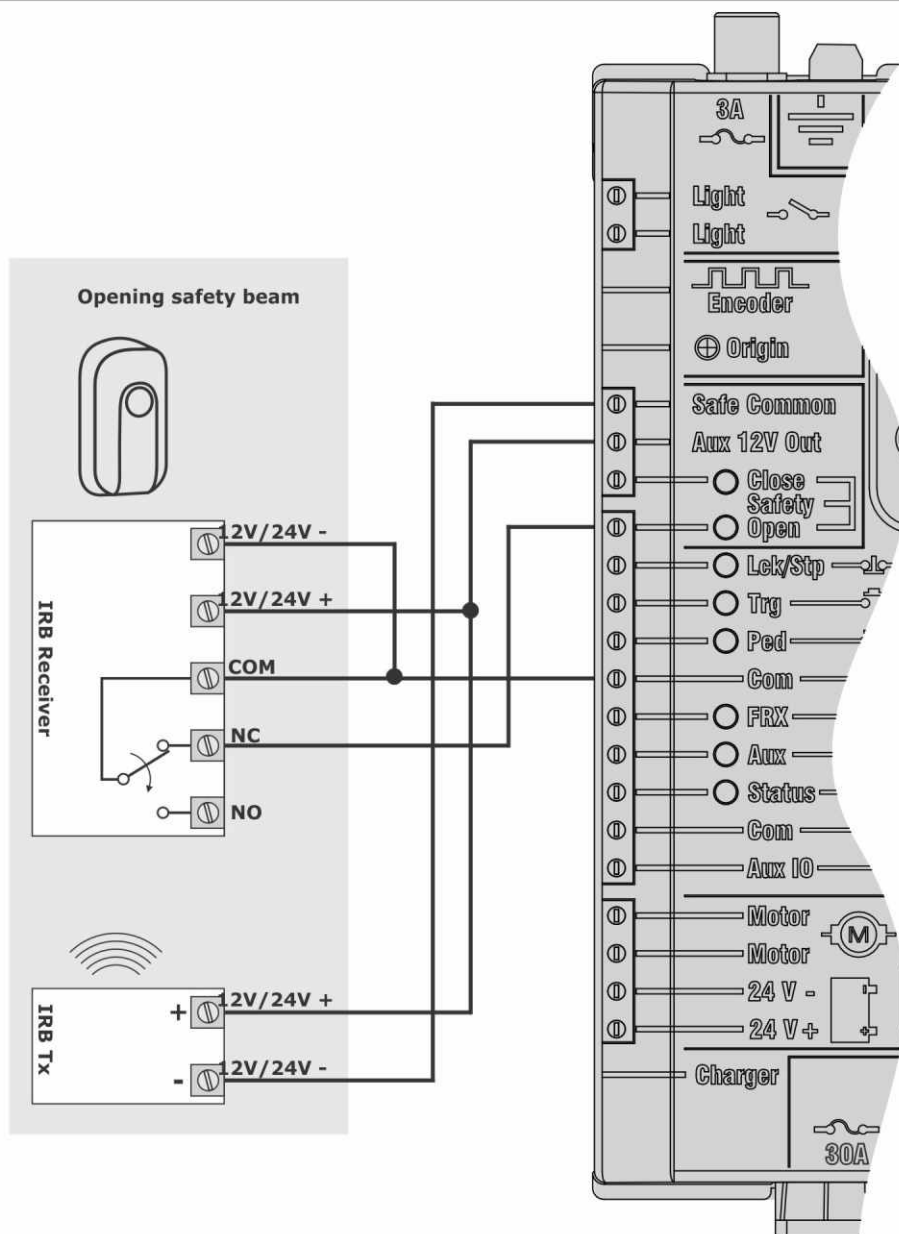 Opening safety beam
12V/24V -
12V/24V +
IRB Receiver
COM
NC
NO
IRB Tx
+ 12V/24V +
- 12V/24V -
3A
Light
Light
Encoder
Origin
Safe Common
Aux 12V Out
Close
Safety
Open
Lck/Stp
Trg
Ped
Com
FRX
Aux
Status
Com
Aux IO
Motor
M
Motor
24 V -
24 V +
Charger
30A